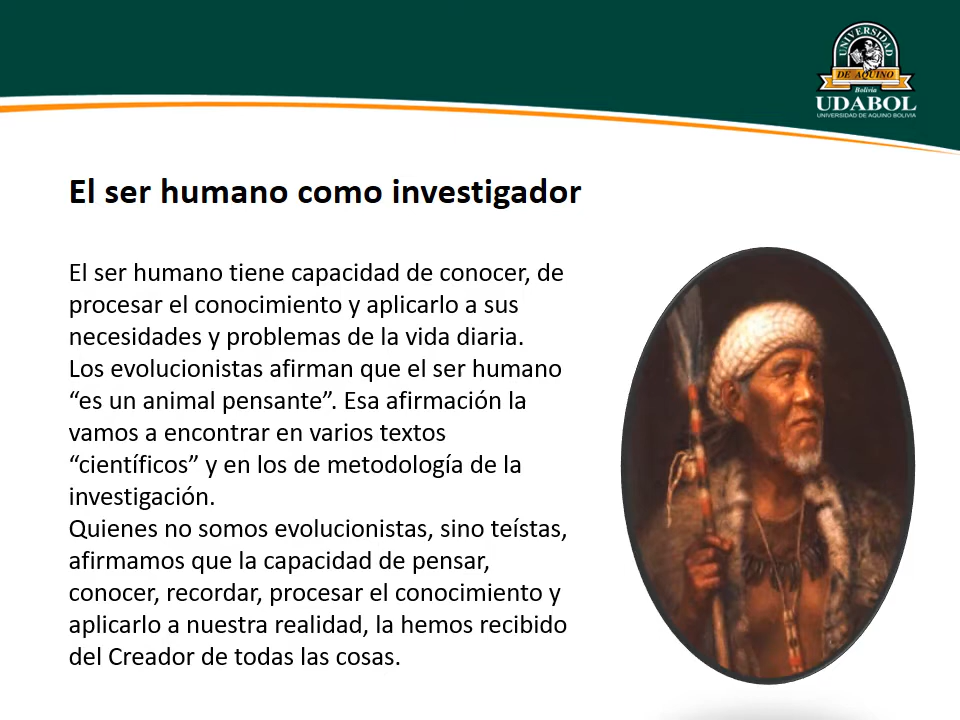 UNIVERSIDAD
DE AQUINO
Bolivia
UDABOL
UNIVERSIDAD DE AQUINO BOLIVIA
El ser humano como investigador
El ser humano tiene capacidad de conocer, de
procesar el conocimiento y aplicarlo a sus
necesidades y problemas de la vida diaria.
Los evolucionistas afirman que el ser humano
“es un animal pensante”. Esa afirmación la
vamos a encontrar en varios textos
“científicos” y en los de metodología de la
investigación.
Quienes no somos evolucionistas, sino teístas,
afirmamos que la capacidad de pensar,
conocer, recordar, procesar el conocimiento y
aplicarlo a nuestra realidad, la hemos recibido
del Creador de todas las cosas.